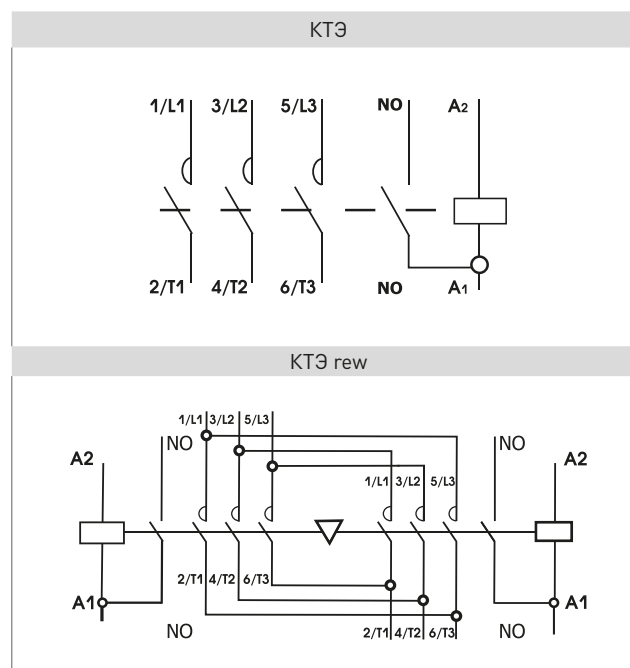 КТЭ
1/L1 3/L2 5/L3 NO A2
2/T1 4/T2 6/T3 NO A1
КТЭ rew
1/L1 3/L2 5/L3
NO NO
A2 A2
1/L1 3/L2 5/L3
2/T1 4/T2 6/T3
A1 A1
NO 2/T1 4/T2 6/T3 NO